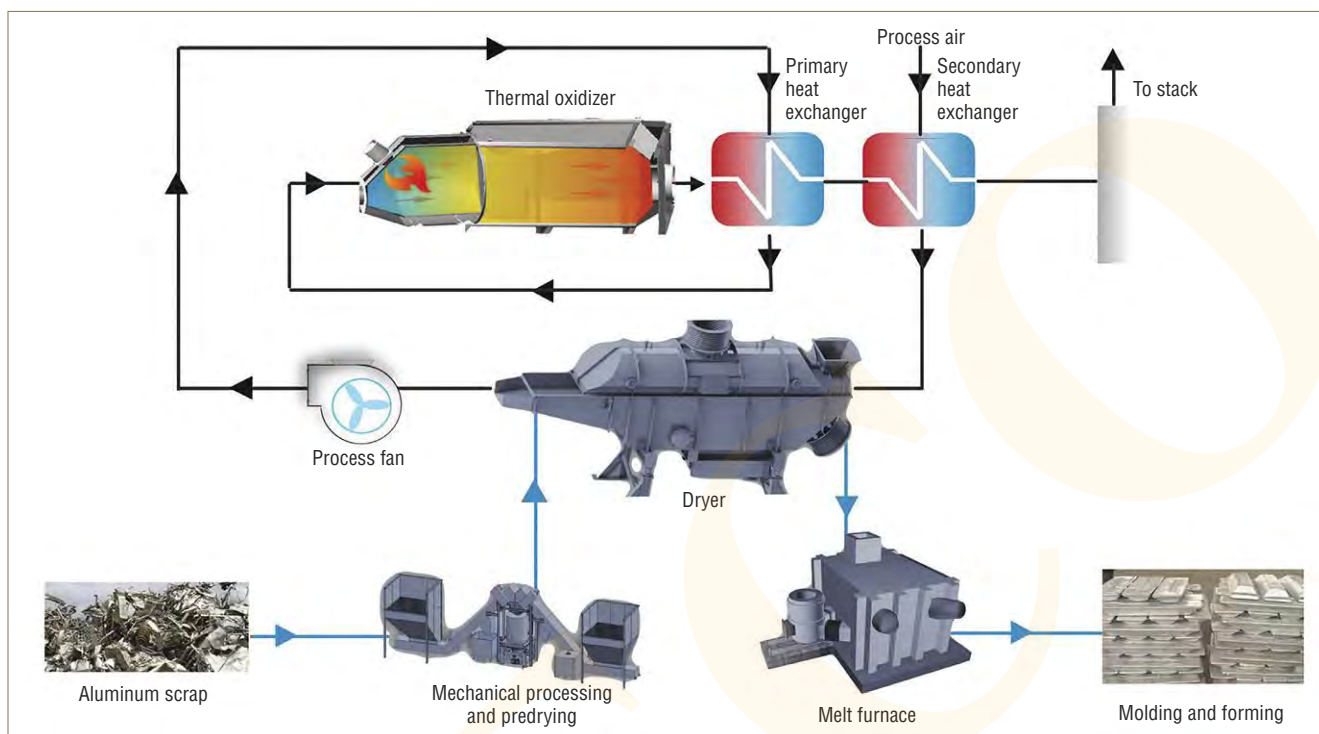 Process air
Primary
heat
exchanger
Secondary
heat
exchanger
To stack
Thermal oxidizer
Process fan
Dryer
Aluminum scrap
Mechanical processing
and predrying
Melt furnace
Molding and forming